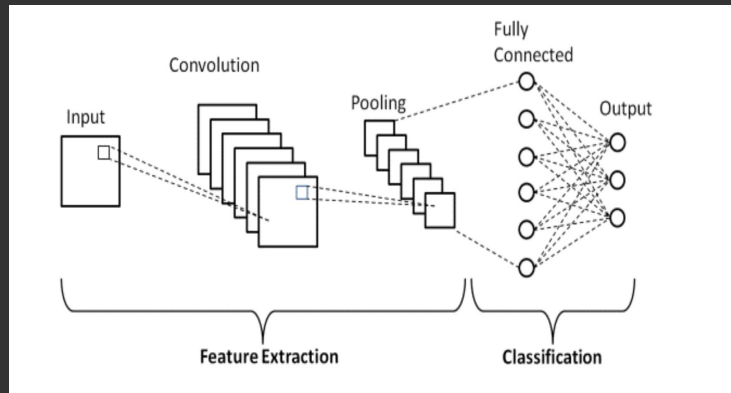 Input
Convolution
Pooling
Fully
Connected
Output
Feature Extraction
Classification